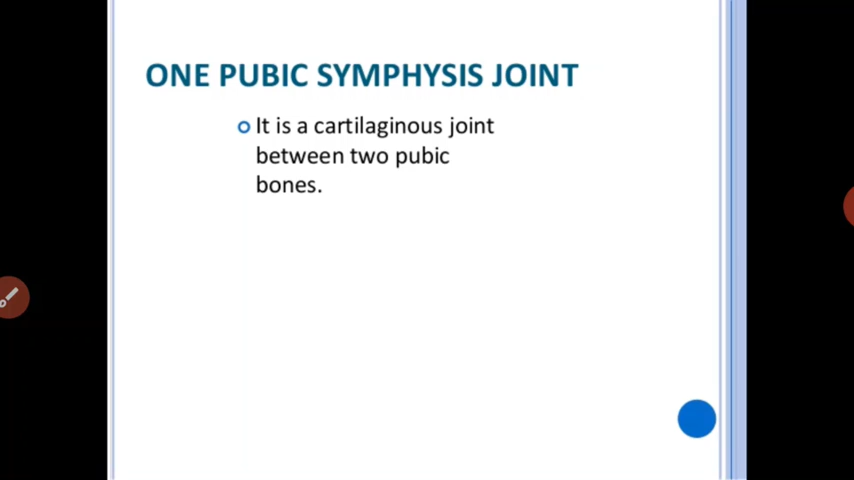 ONE PUBIC SYMPHYSIS JOINT
It is a cartilaginous joint
between two pubic
bones.